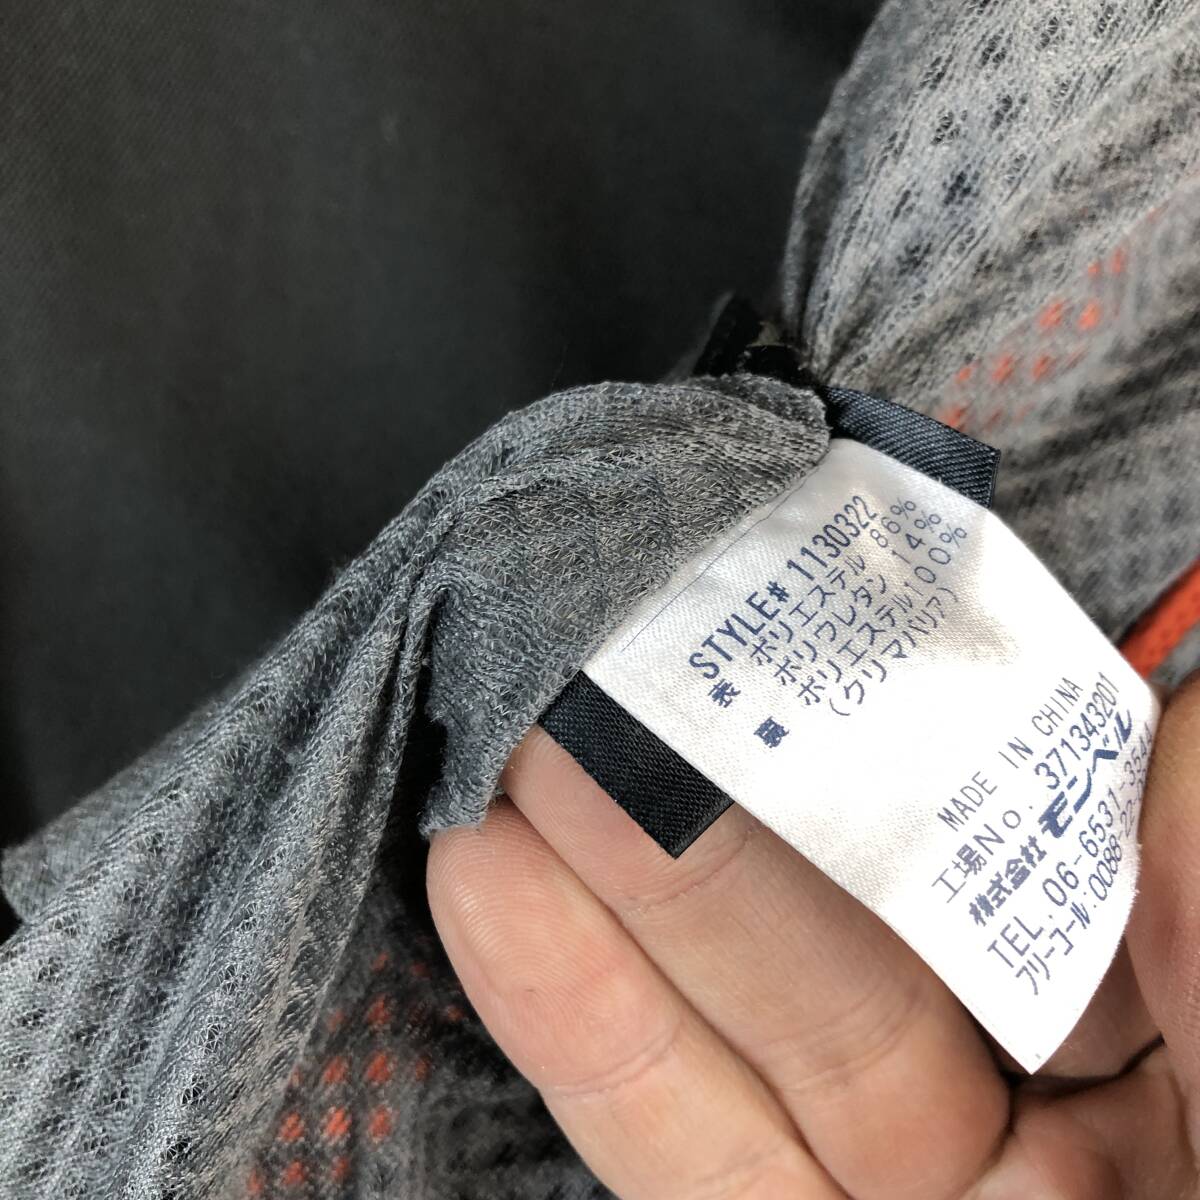 STYLE# 1130322
表 ポリエステル 86%
ポリウレタン 14%
裏 ポリエステル100%
(クリマバリア)
MADE IN CHINA
工場No. 371343201
株式会社 モンベル
TEL. 06-6531-354
フリーコール:0088-22-